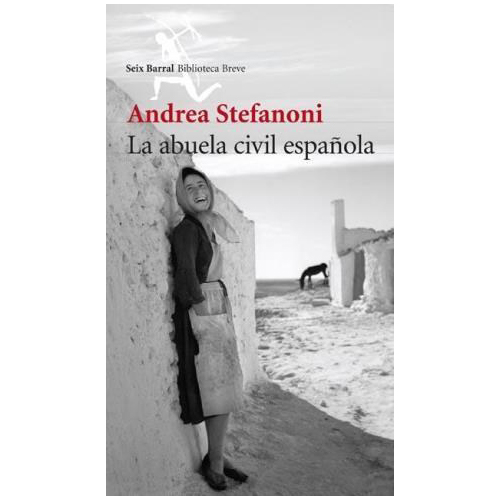 Seix Barral Biblioteca Breve
Andrea Stefanoni
La abuela civil española